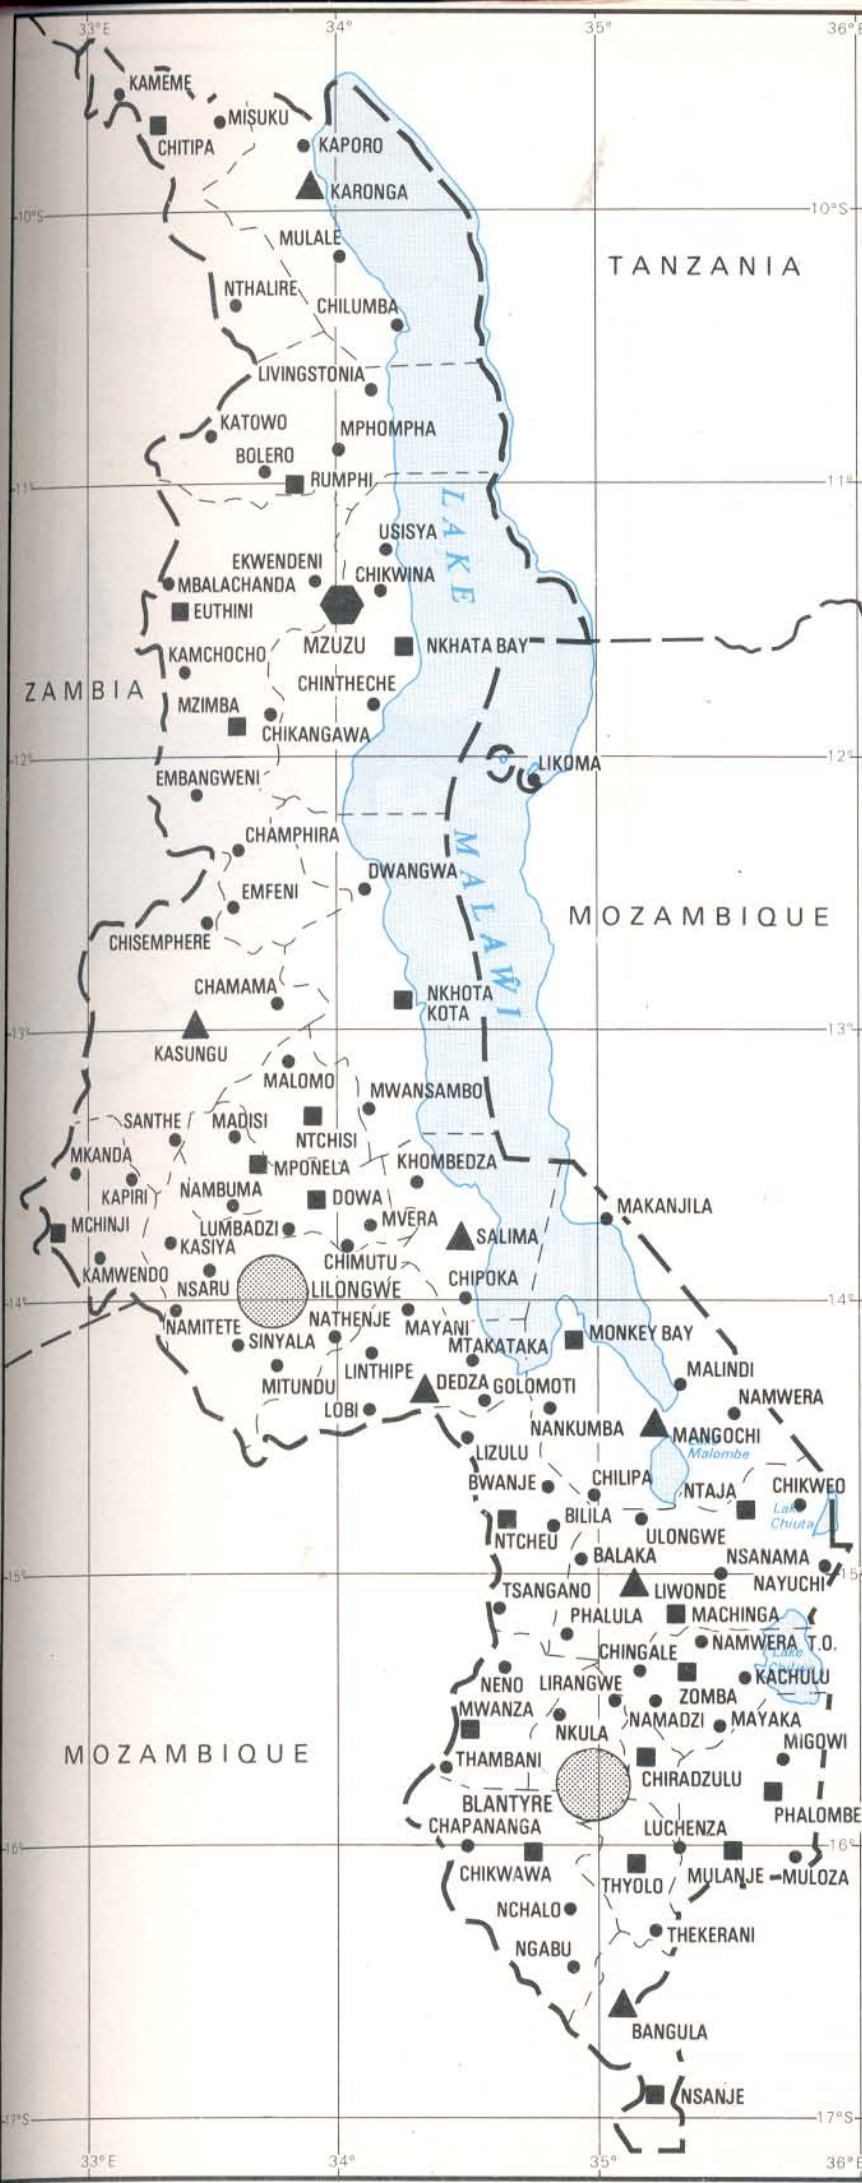 33°E 34° 35° 36°E
KAMEME
MISUKU
CHITIPA
KAPORO
KARONGA
10°S 10°S
MULALE
TANZANIA
NTHALIRE
CHILUMBA
LIVINGSTONIA
KATOWO
MPHOMPHA
BOLERO
RUMPHI
11° 11°
LAKE
USISYA
EKWENDENI
MBALACHANDA
CHIKWINA
EUTHINI
MZUZU
NKHATA BAY
KAMCHOCHO
ZAMBIA
CHINTHECHE
MZIMBA
CHIKANGAWA
12° 12°
LIKOMA
EMBANGWENI
CHAMPHIRA
MALAWI
DWANGWA
EMFENI
MOZAMBIQUE
CHISEMPHERE
CHAMAMA
NKHOTA
KOTA
13° 13°
KASUNGU
MALOMO
MWANSAMBO
SANTHE
MADISI
NTCHISI
MKANDA
MPONELA
KHOMBEDZA
KAPIRI
NAMBUMA
DOWA
MAKANJILA
MCHINJI
LUMBADZI
MVERA
SALIMA
KASIYA
CHIMUTU
KAMWENDO
NSARU
LILONGWE
CHIPOKA
14° 14°
NAMITETE
NATHENJE
MAYANI
SINYALA
MTAKATAKA
MONKEY BAY
MITUNDU
LINTHIPE
MALINDI
DEDZA
GOLOMOTI
LOBI
NANKUMBA
MANGOCHI
NAMWERA
LIZULU
Lake
Malombe
BWANJE
CHILIPA
NTAJA
CHIKWEO
Lake
Chiuta
BILILA
NTCHEU
ULONGWE
BALAKA
NSANAMA
15° 15°
NAYUCHI
TSANGANO
LIWONDE
PHALULA
MACHINGA
CHINGALE
NAMWERA T.O.
Lake
Chilwa
NENO
LIRANGWE
KACHULU
ZOMBA
MWANZA
NKULA
NAMADZI
MAYAKA
MOZAMBIQUE
THAMBANI
MIGOWI
CHIRADZULU
BLANTYRE
PHALOMBE
CHAPANANGA
LUCHENZA
16° 16°
CHIKWAWA
THYOLO
MULANJE
MULOZA
NCHALO
THEKERANI
NGABU
BANGULA
NSANJE
17°S 17°S
33°E 34° 35° 36°E